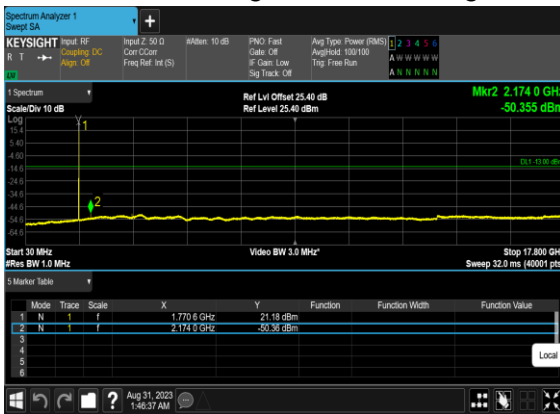 Spectrum Analyzer 1
Swept SA
KEYSIGHT
R T
LV
Input: RF
Coupling: DC
Align: Off
Input Z: 50 Ω
Corr CCorr
Freq Ref: Int (S)
#Atten: 10 dB
PNO: Fast
Gate: Off
IF Gain: Low
Sig Track: Off
Avg Type: Power (RMS)
Avg|Hold: 100/100
Trig: Free Run
1 2 3 4 5 6
A W W W W W
A N N N N N
1 Spectrum
Scale/Div 10 dB
Ref Lvl Offset 25.40 dB
Ref Level 25.40 dBm
Mkr2 2.174 0 GHz
-50.355 dBm
Log
15.4
5.40
-4.60
-14.6
-24.6
-34.6
-44.6
-54.6
-64.6
1
2
DL1 -13.00 dBm
Start 30 MHz
#Res BW 1.0 MHz
Video BW 3.0 MHz*
Stop 17.800 GH
Sweep 32.0 ms (40001 pts
5 Marker Table
Mode Trace Scale X Y Function Function Width Function Value
1 N 1 f 1.770 6 GHz 21.18 dBm
2 N 1 f 2.174 0 GHz -50.36 dBm
3
4
5
6
Local
?
Aug 31, 2023
1:46:37 AM